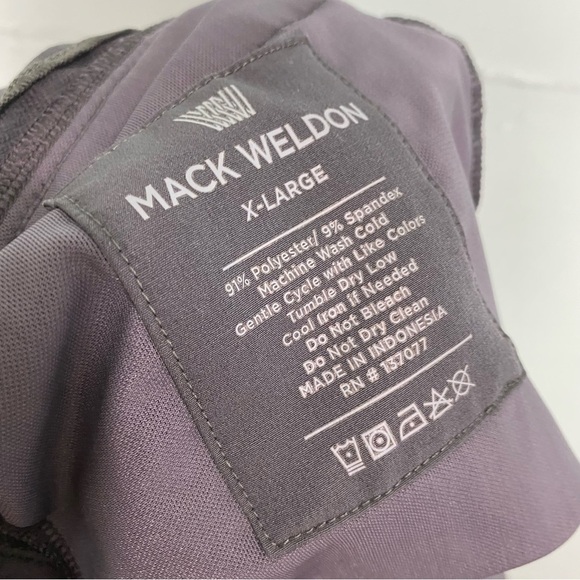 MACK WELDON
X-LARGE
91% Polyester/ 9% Spandex
Machine Wash Cold
Gentle Cycle with Like Colors
Tumble Dry Low
Cool Iron if Needed
Do Not Bleach
Do Not Dry Clean
MADE IN INDONESIA
RN # 137077